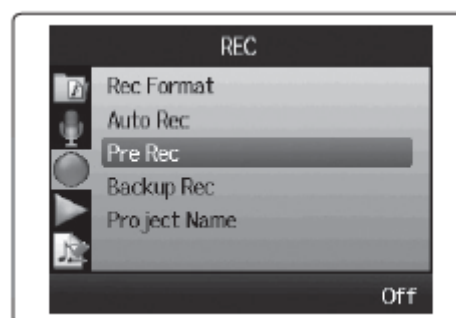 REC
Rec Format
Auto Rec
Pre Rec
Backup Rec
Project Name
Off